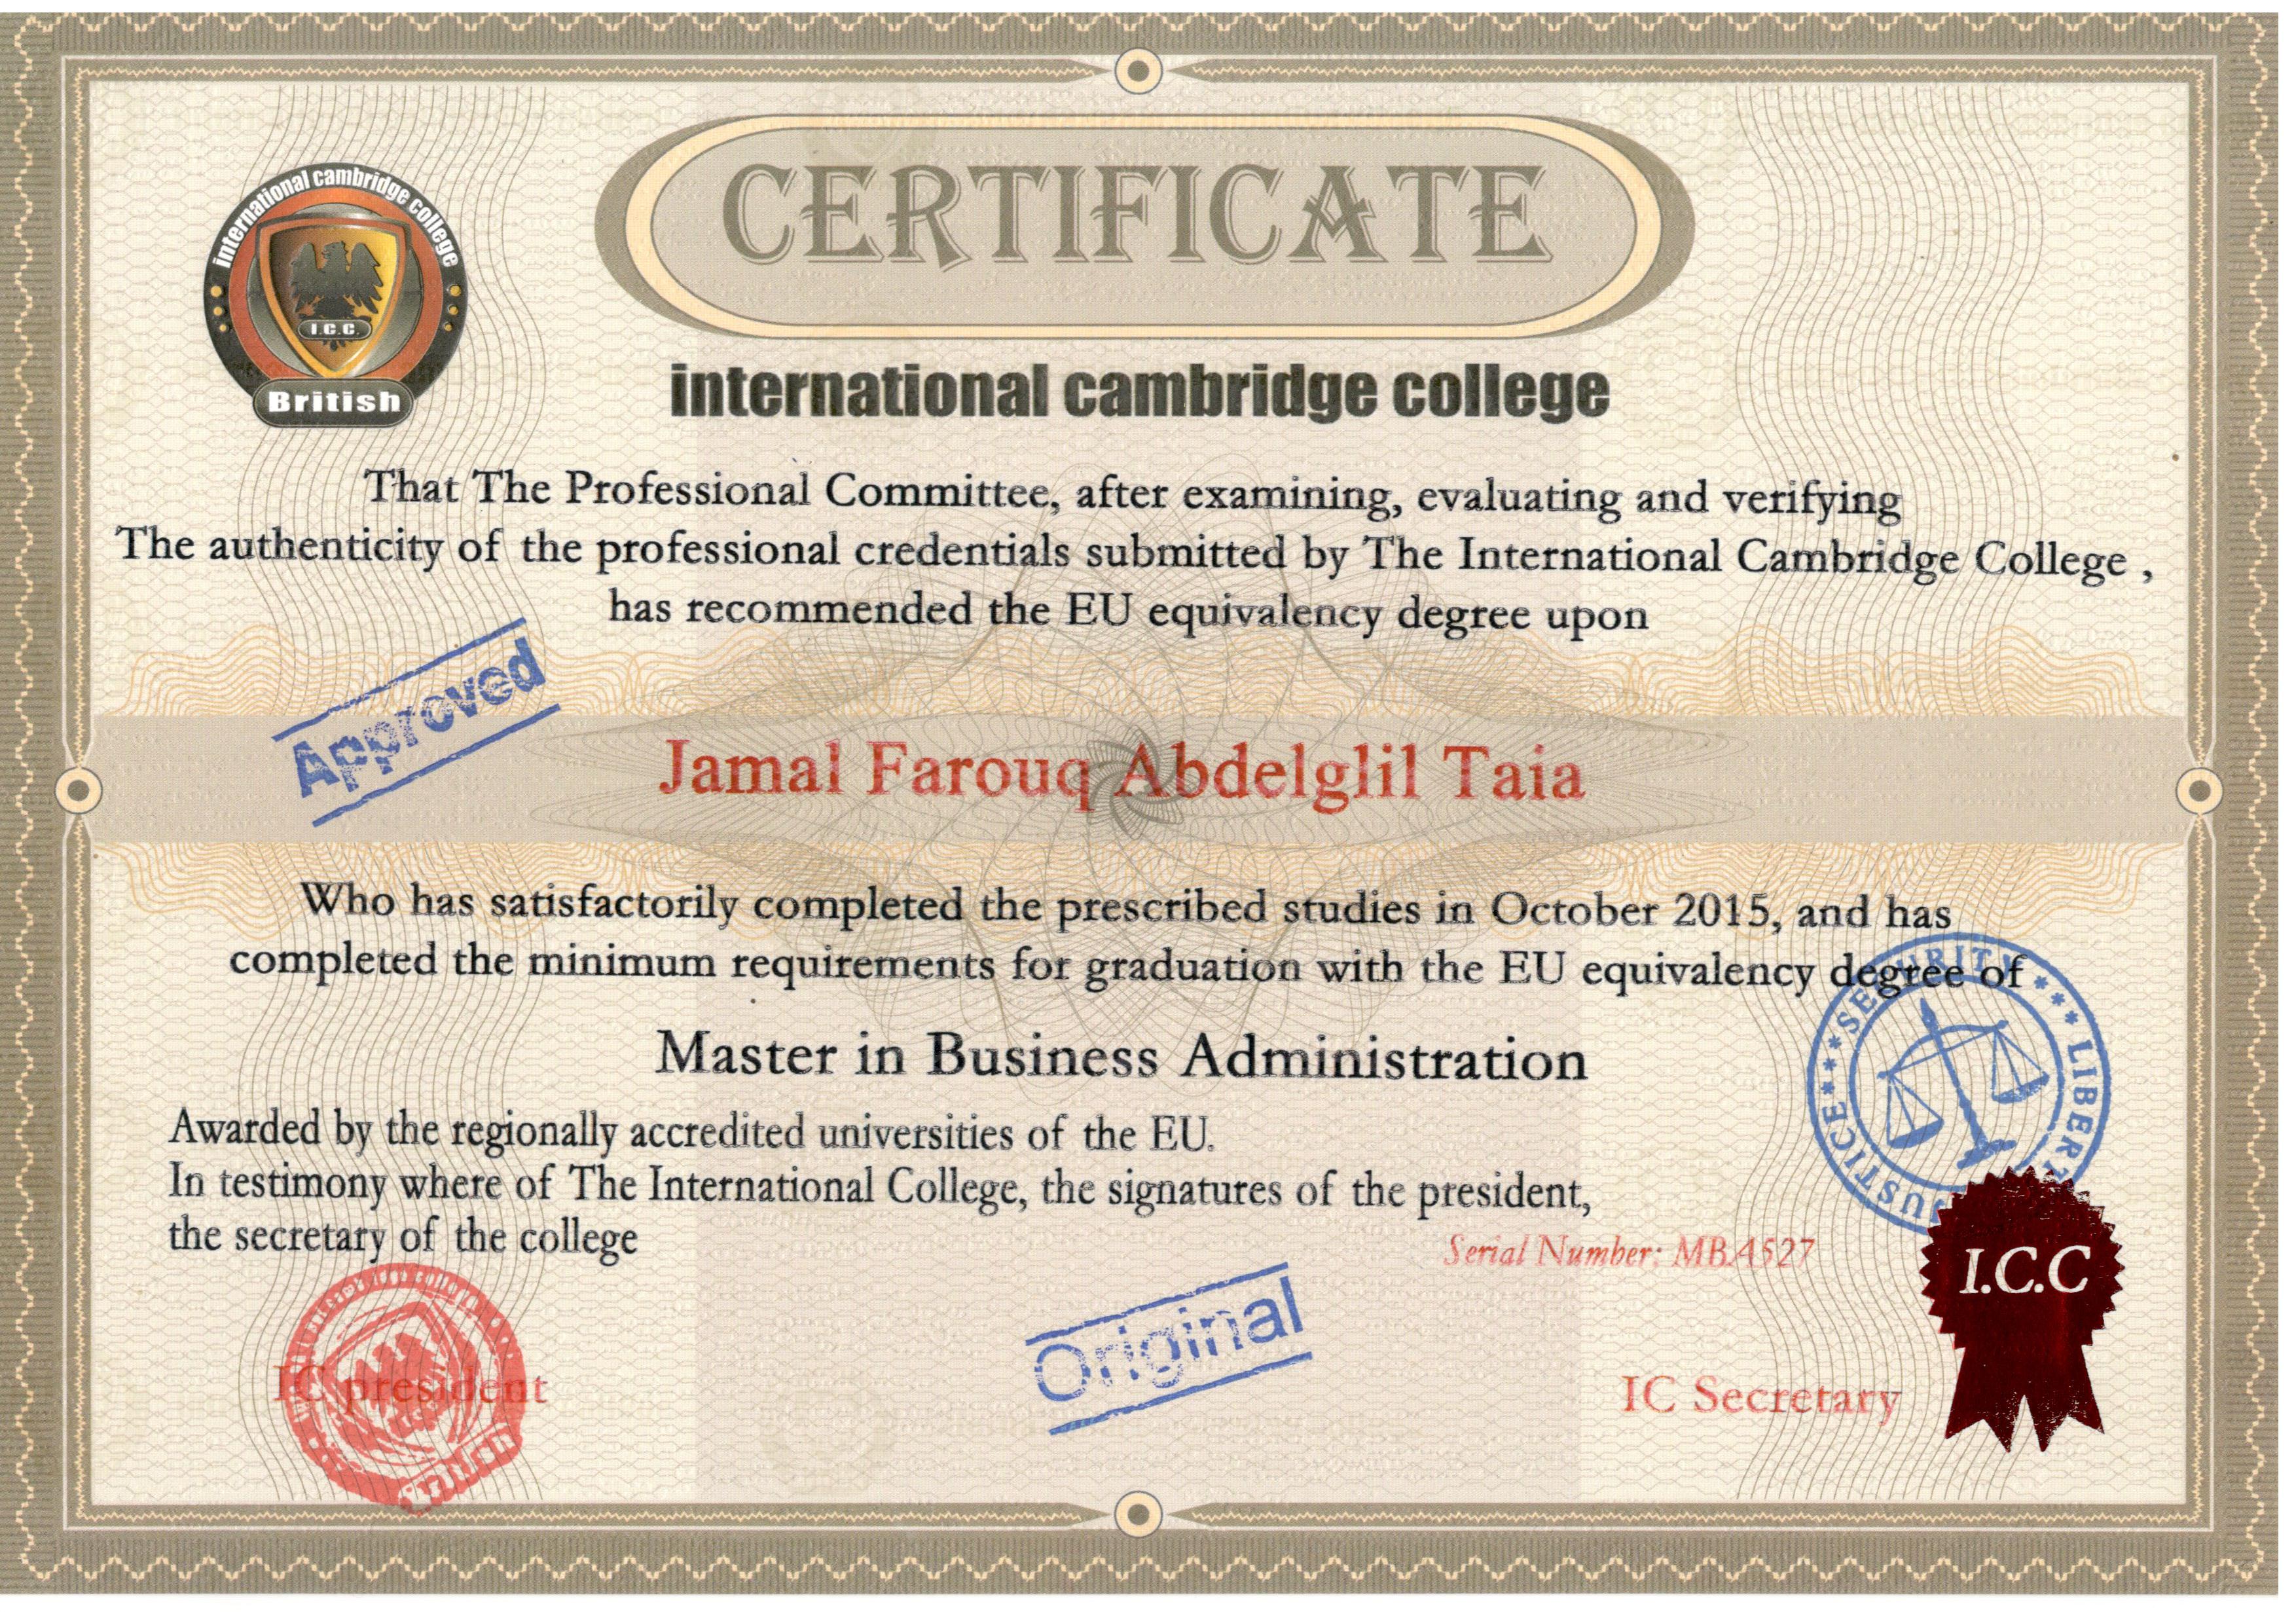 CERTIFICATE
international cambridge college
I.C.C.
British
international cambridge college
That The Professional Committee, after examining, evaluating and verifying
The authenticity of the professional credentials submitted by The International Cambridge College ,
has recommended the EU equivalency degree upon
Approved
Jamal Farouq Abdelglil Taia
Who has satisfactorily completed the prescribed studies in October 2015, and has
completed the minimum requirements for graduation with the EU equivalency degree of
Master in Business Administration
Awarded by the regionally accredited universities of the EU.
In testimony where of The International College, the signatures of the president,
the secretary of the college
Serial Number: MBA527
I.C.C
Original
IC president
IC Secretary